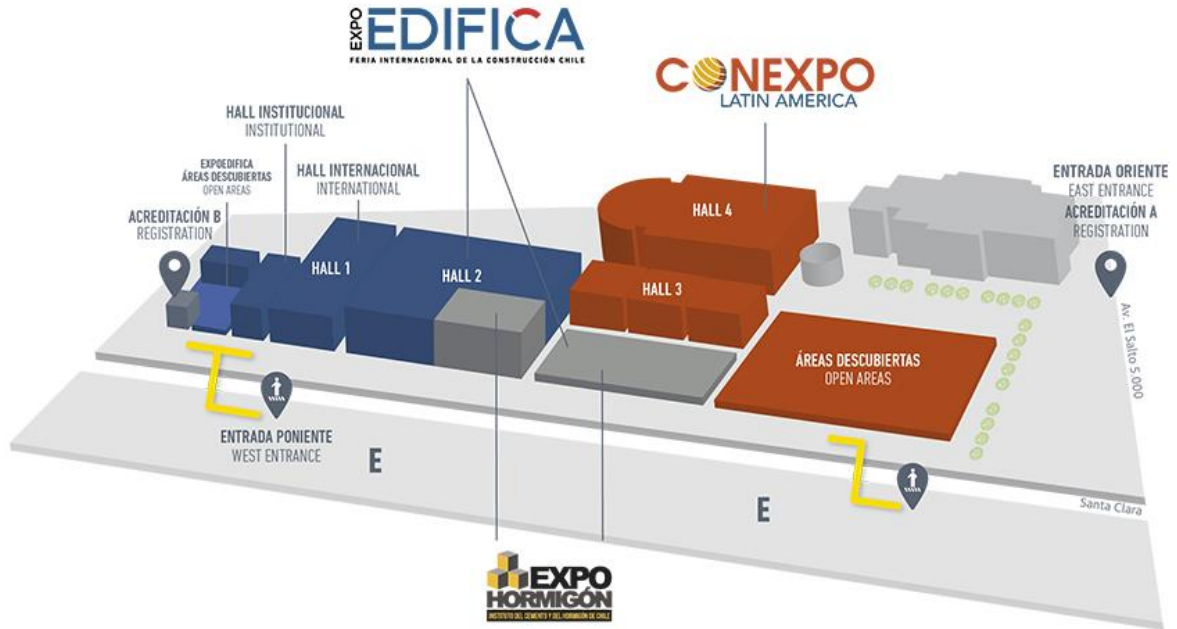 EXPO
EDIFICA
FERIA INTERNACIONAL DE LA CONSTRUCCIÓN CHILE
CONEXPO
LATIN AMERICA
HALL INSTITUCIONAL
INSTITUTIONAL
EXPOEDIFICA
ÁREAS DESCUBIERTAS
OPEN AREAS
HALL INTERNACIONAL
INTERNATIONAL
ACREDITACIÓN B
REGISTRATION
ENTRADA ORIENTE
EAST ENTRANCE
ACREDITACIÓN A
REGISTRATION
HALL 4
HALL 1
HALL 2
HALL 3
Av. El Salto 5.000
ÁREAS DESCUBIERTAS
OPEN AREAS
ENTRADA PONIENTE
WEST ENTRANCE
E
E
Santa Clara
EXPO
HORMIGÓN
INSTITUTO DEL CEMENTO Y DEL HORMIGÓN DE CHILE